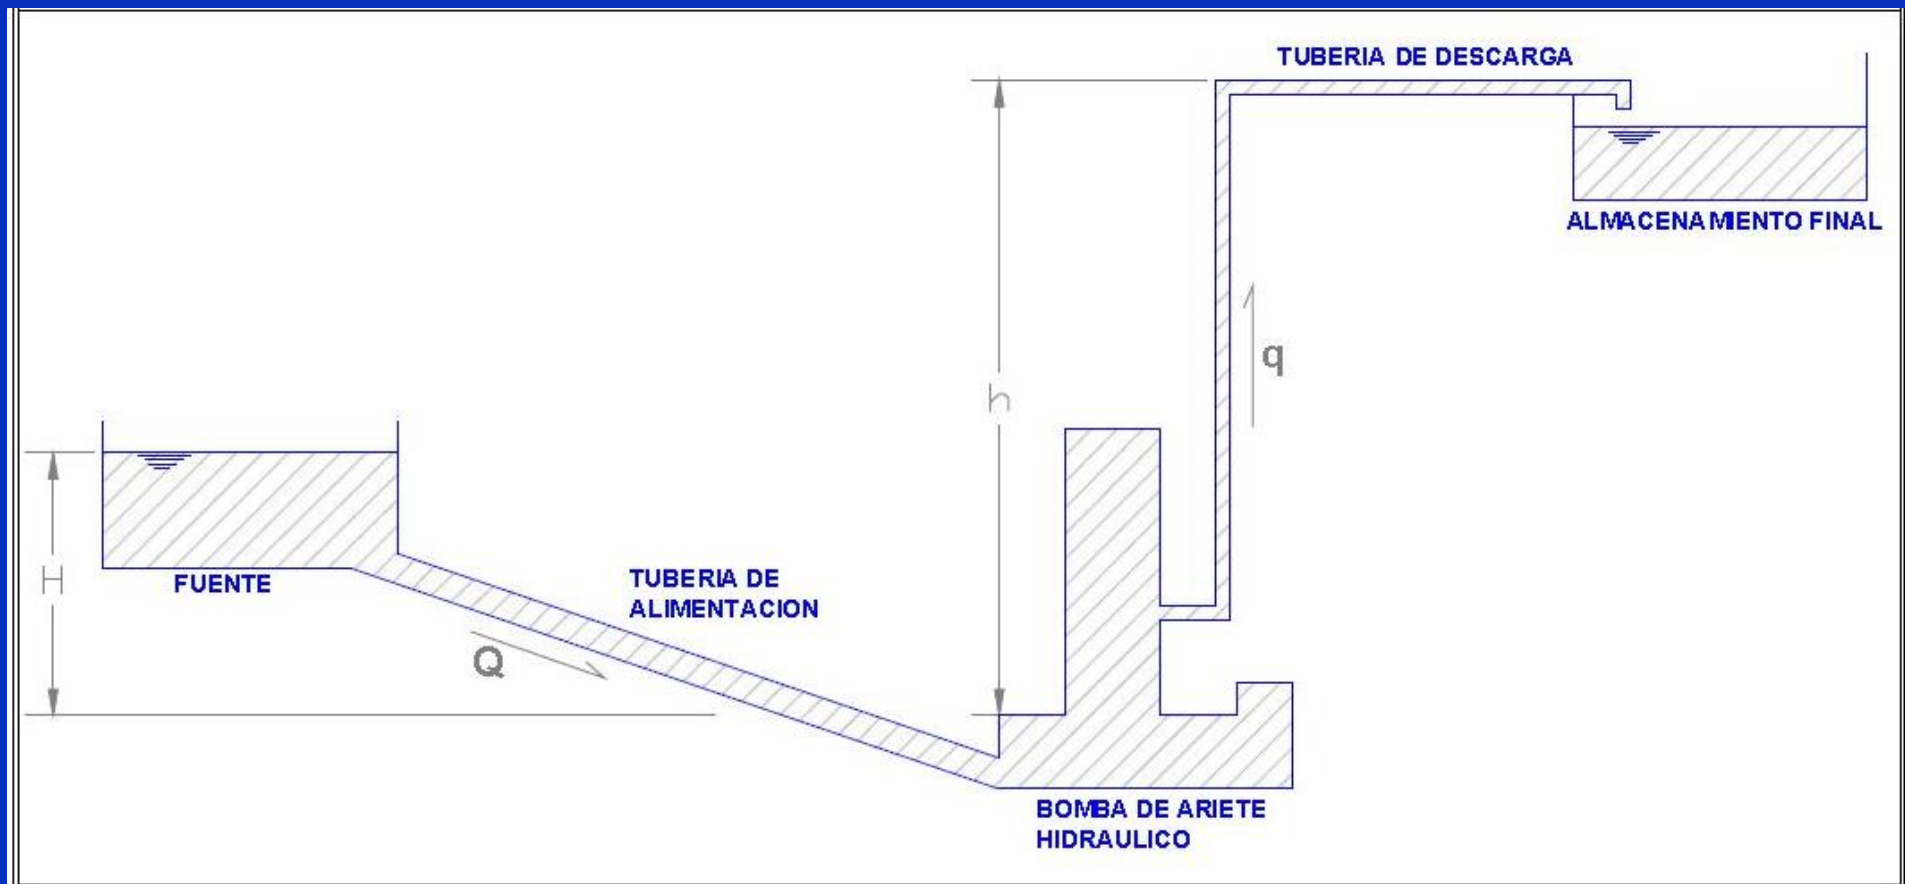 TUBERIA DE DESCARGA
ALMACENAMIENTO FINAL
q
h
H
FUENTE
TUBERIA DE
ALIMENTACION
Q
BOMBA DE ARIETE
HIDRAULICO